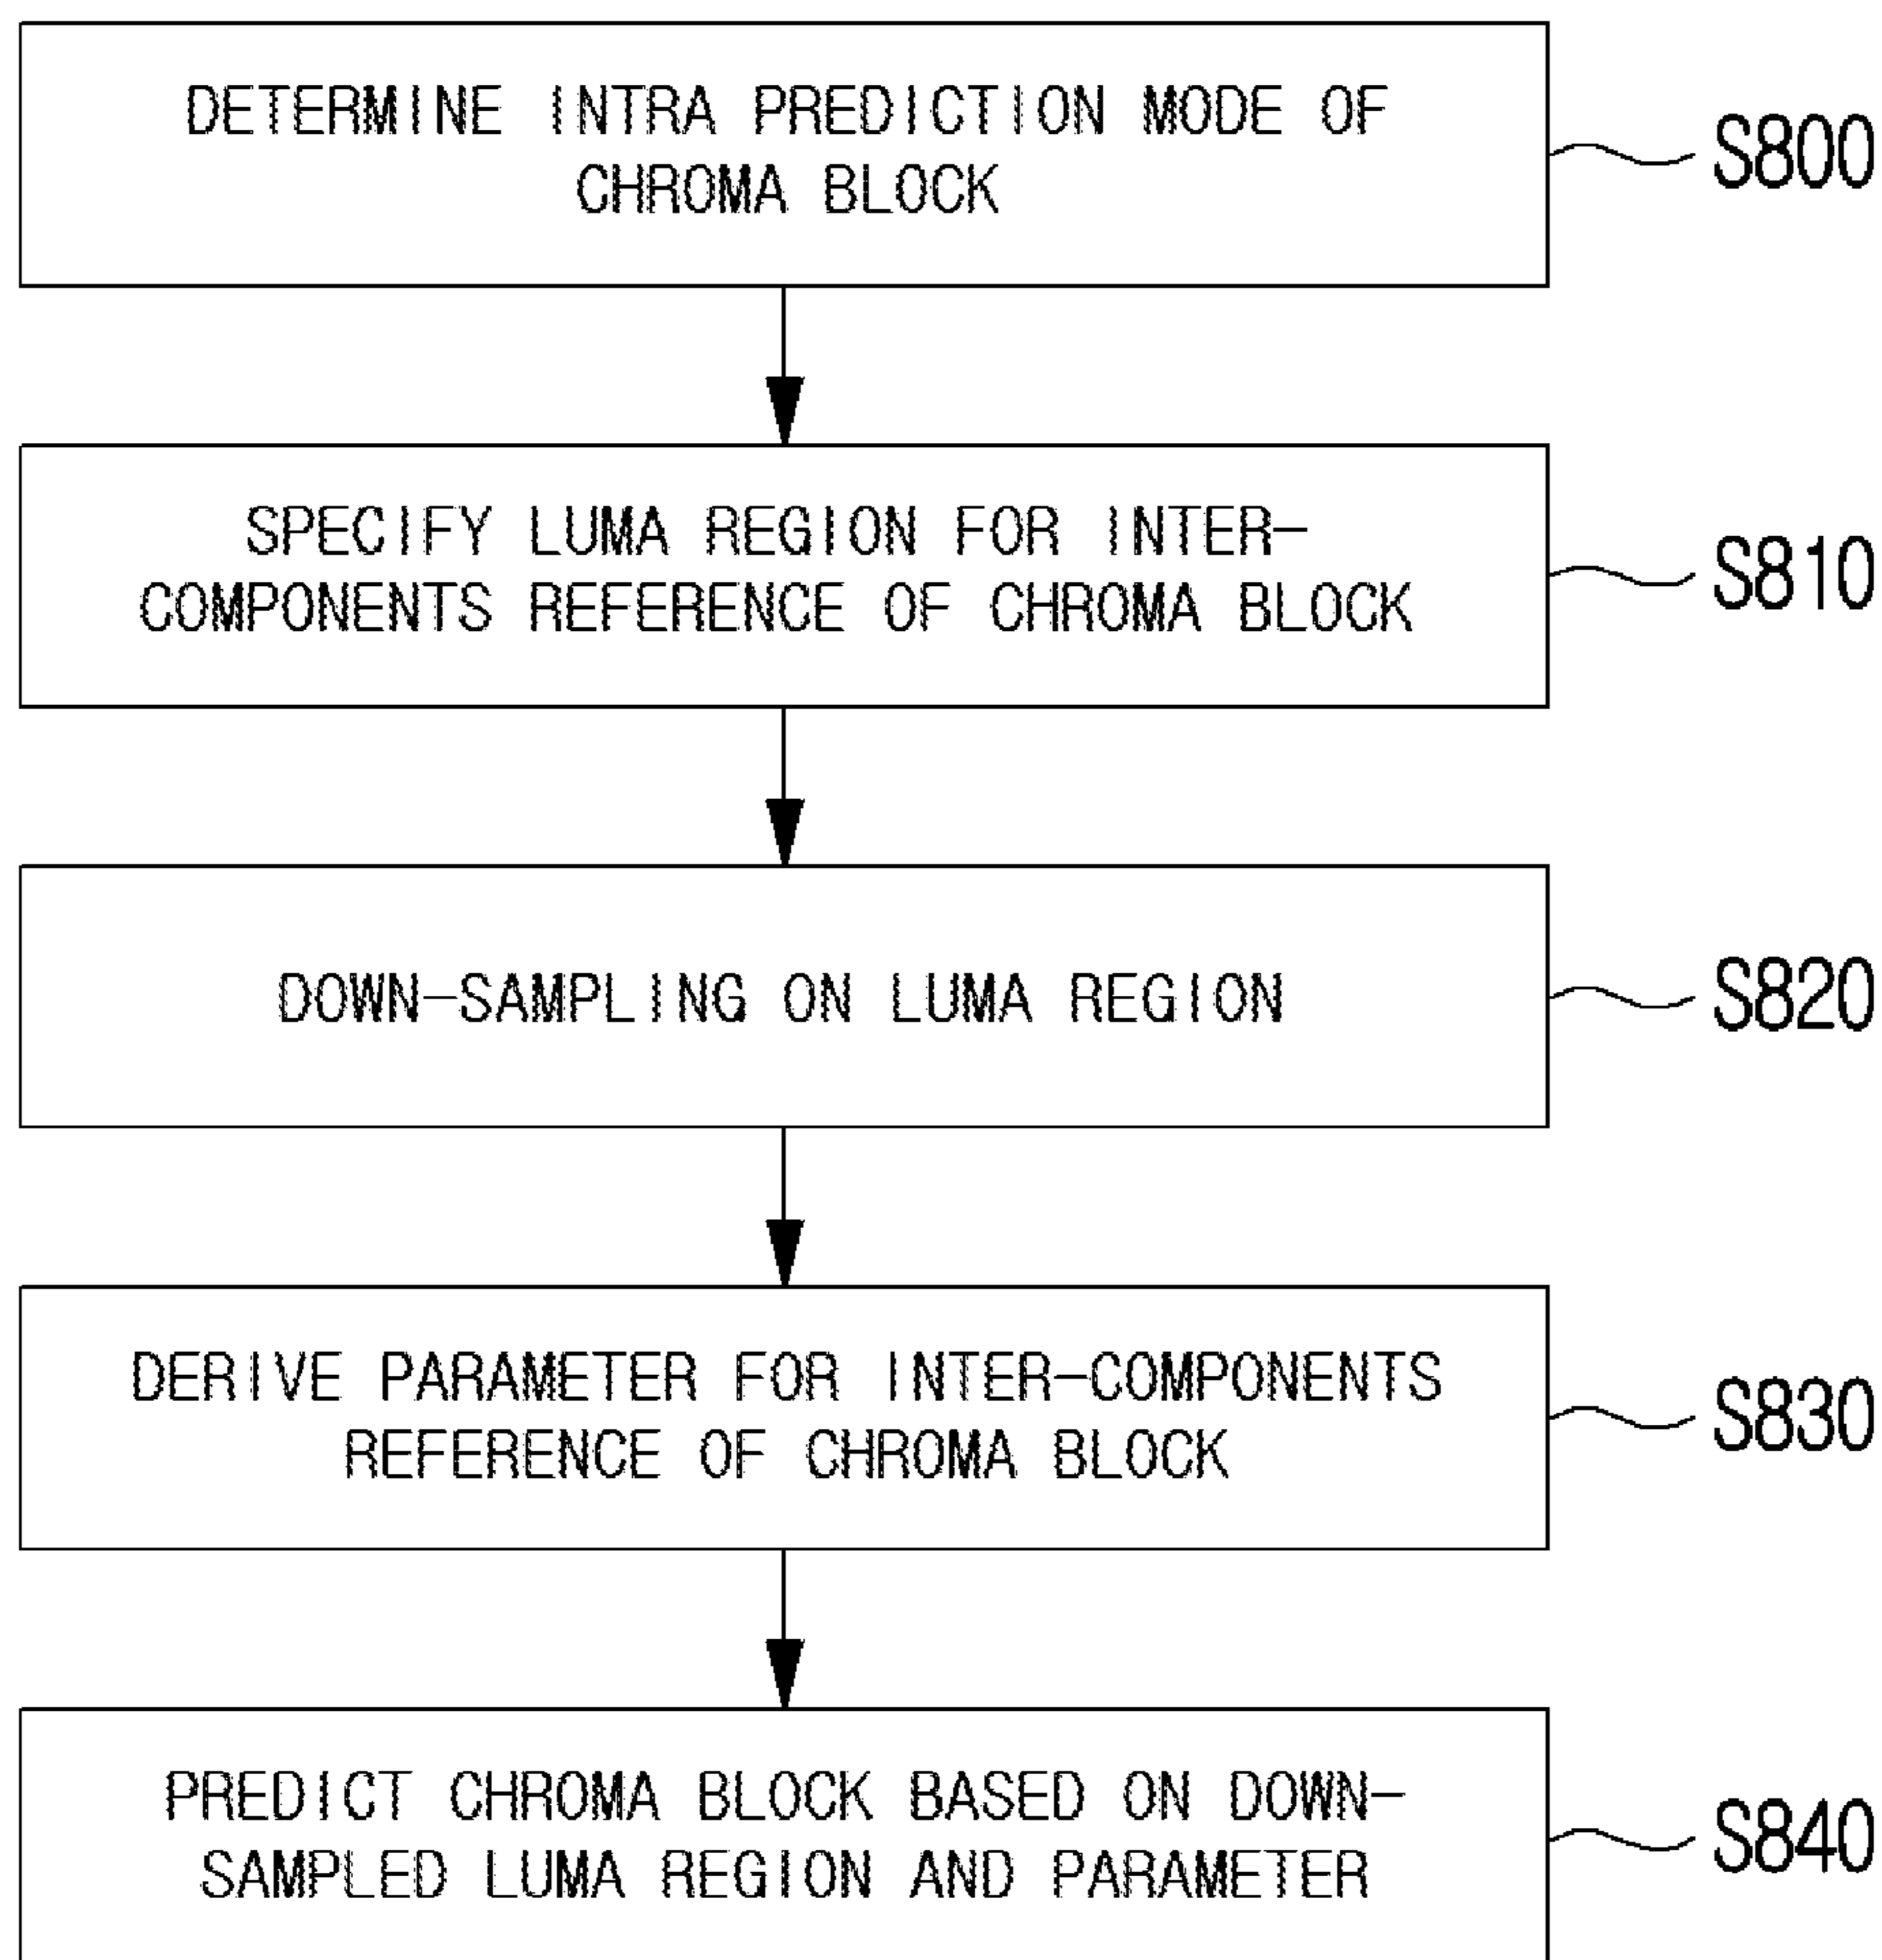 DETERMINE INTRA PREDICTION MODE OF
CHROMA BLOCK
S800
SPECIFY LUMA REGION FOR INTER-
COMPONENTS REFERENCE OF CHROMA BLOCK
S810
DOWN-SAMPLING ON LUMA REGION
S820
DERIVE PARAMETER FOR INTER-COMPONENTS
REFERENCE OF CHROMA BLOCK
S830
PREDICT CHROMA BLOCK BASED ON DOWN-
SAMPLED LUMA REGION AND PARAMETER
S840